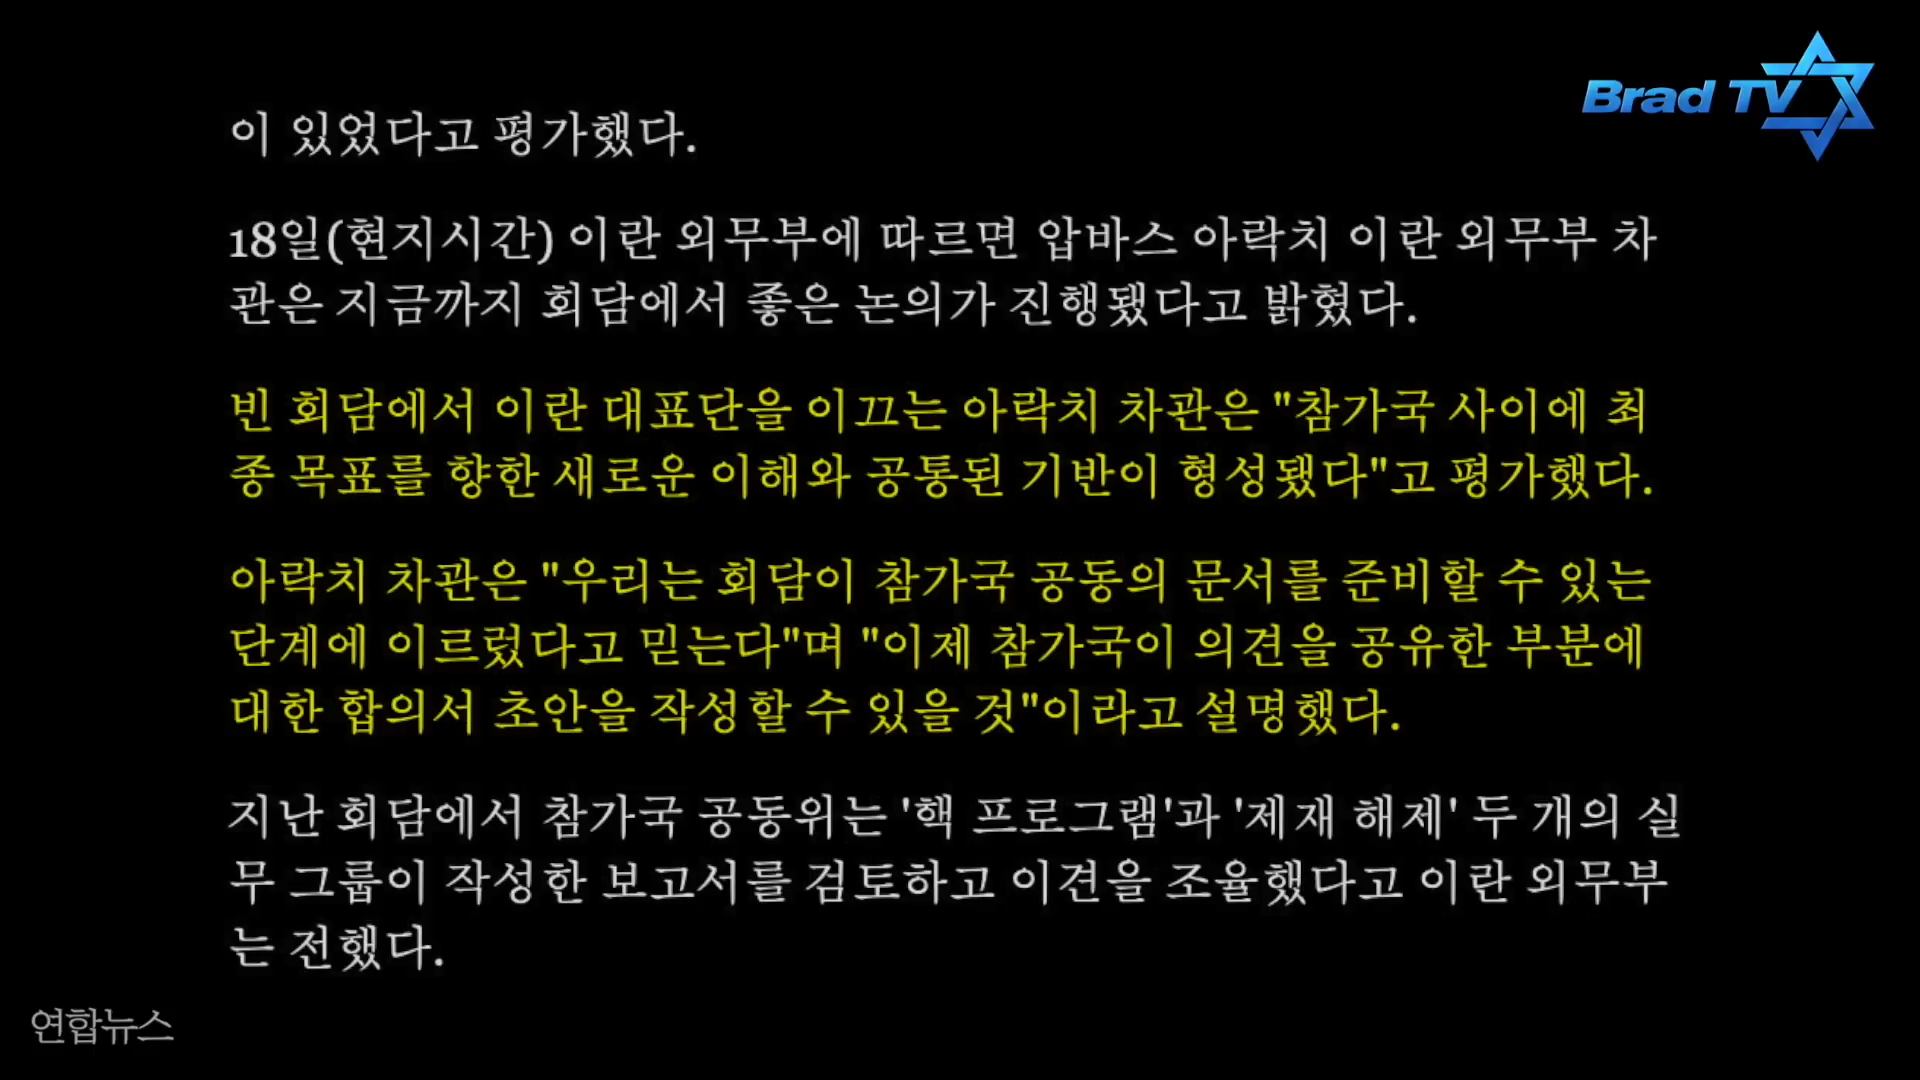 Brad TV
이 있었다고 평가했다.
18일(현지시간) 이란 외무부에 따르면 압바스 아락치 이란 외무부 차
관은 지금까지 회담에서 좋은 논의가 진행됐다고 밝혔다.
빈 회담에서 이란 대표단을 이끄는 아락치 차관은 "참가국 사이에 최
종 목표를 향한 새로운 이해와 공통된 기반이 형성됐다"고 평가했다.
아락치 차관은 "우리는 회담이 참가국 공동의 문서를 준비할 수 있는
단계에 이르렀다고 믿는다"며 "이제 참가국이 의견을 공유한 부분에
대한 합의서 초안을 작성할 수 있을 것"이라고 설명했다.
지난 회담에서 참가국 공동위는 '핵 프로그램'과 '제재 해제' 두 개의 실
무 그룹이 작성한 보고서를 검토하고 이견을 조율했다고 이란 외무부
는 전했다.
연합뉴스